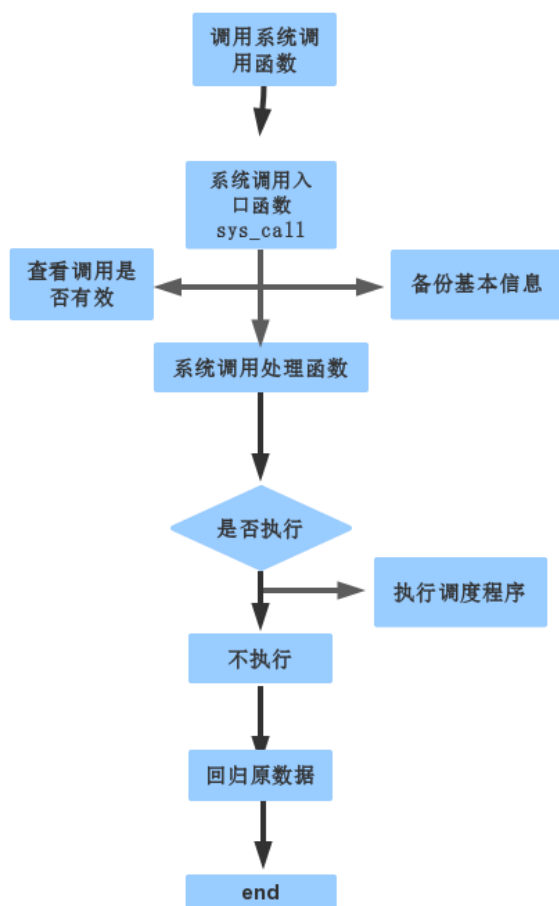 调用系统调
用函数
系统调用入
口函数
sys_call
查看调用是
否有效
备份基本信息
系统调用处理函数
是否执行
执行调度程序
不执行
回归原数据
end